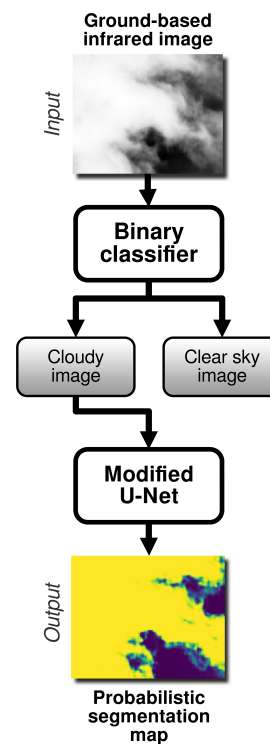 Ground-based
infrared image
Input
Binary
classifier
Cloudy
image
Clear sky
image
Modified
U-Net
Output
Probabilistic
segmentation
map